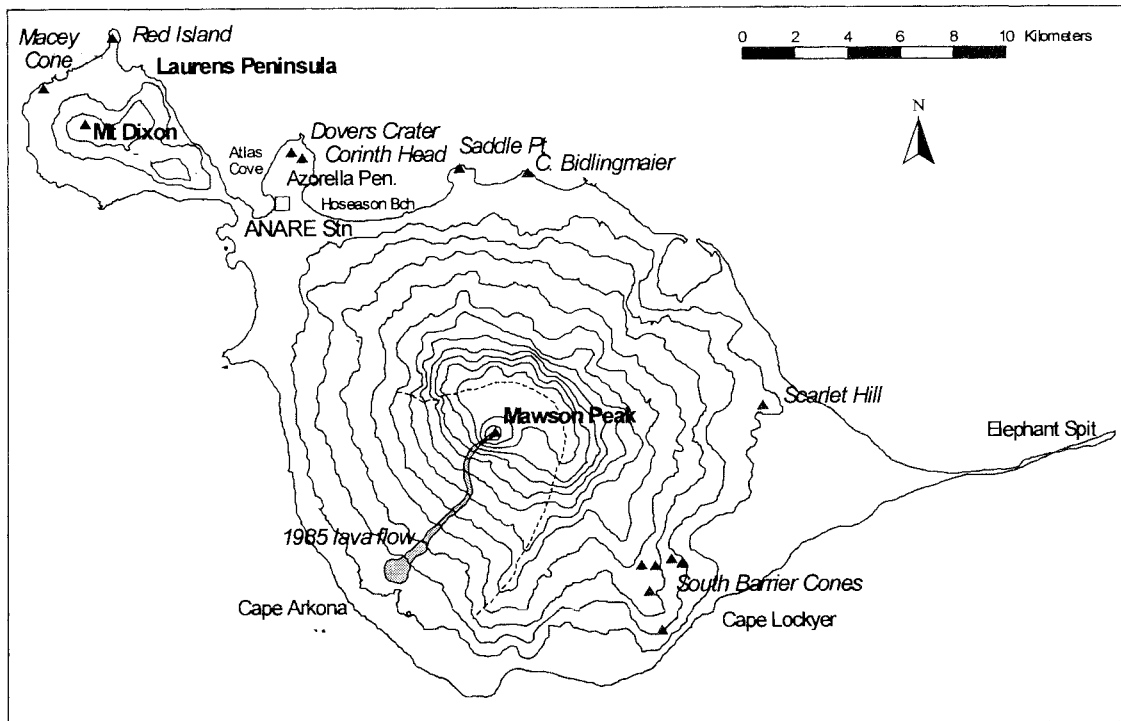 Macey
Cone
Red Island
Laurens Peninsula
0 2 4 6 8 10 Kilometers
N
Mt Dixon
Dovers Crater
Corinth Head
Saddle Pt
C. Bidlingmaier
Atlas
Cove
Azorella Pen.
Hoseason Bch
ANARE Stn
Scarlet Hill
Mawson Peak
Elephant Spit
1985 lava flow
South Barrier Cones
Cape Arkona
Cape Lockyer